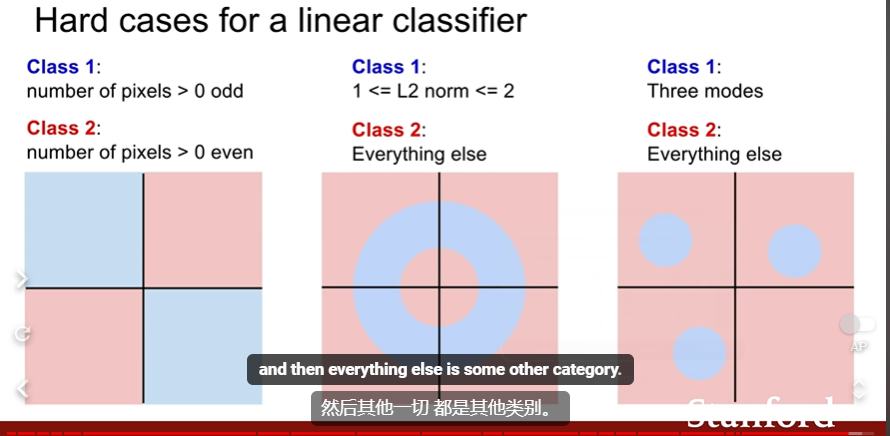 Hard cases for a linear classifier
Class 1:
number of pixels > 0 odd
Class 2:
number of pixels > 0 even
Class 1:
1 <= L2 norm <= 2
Class 2:
Everything else
Class 1:
Three modes
Class 2:
Everything else
AP
and then everything else is some other category.
然后其他一切 都是其他类别。
Stanford